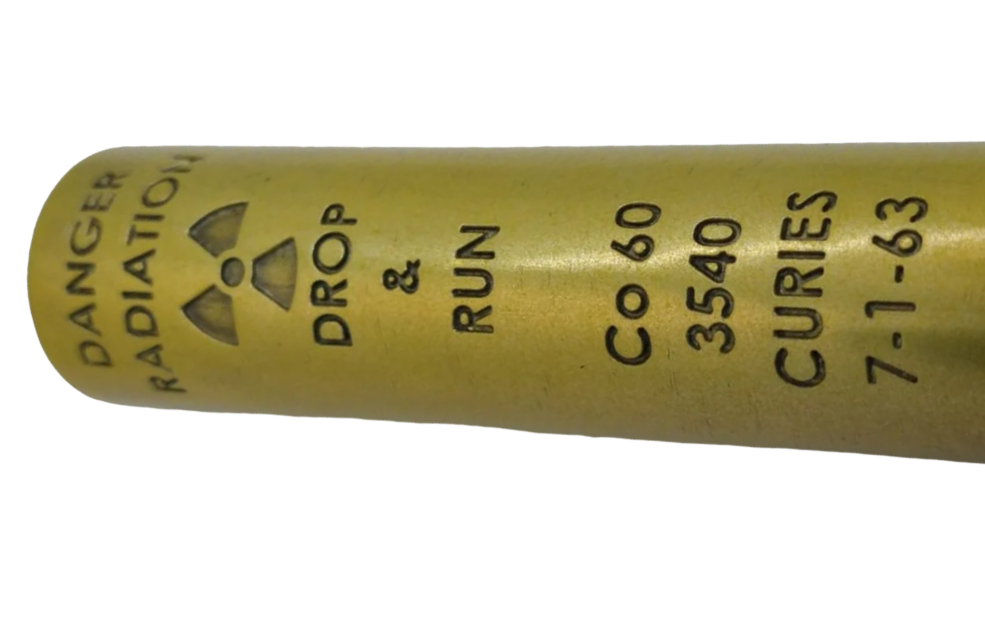 DANGER
RADIATION
DROP
&
RUN
Co 60
3540
CURIES
7-1-63